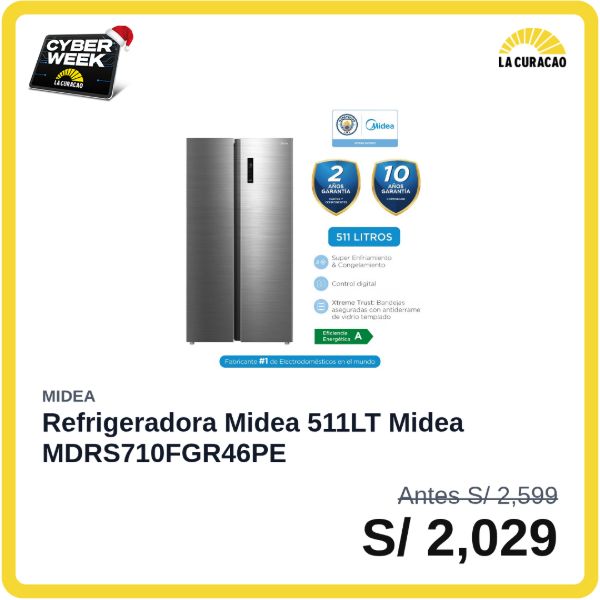 CYBER
WEEK
LA CURACAO
LA CURACAO
Midea
2
AÑOS
GARANTÍA
10
AÑOS
GARANTÍA
511 LITROS
Super Enfriamiento
& Congelamiento
Control digital
Xtreme Trust: Bandejas
aseguradas con antiderrame
de vidrio templado
Eficiencia
Energética A
Fabricante #1 de Electrodomésticos en el mundo
MIDEA
Refrigeradora Midea 511LT Midea
MDRS710FGR46PE
Antes S/ 2,599
S/ 2,029